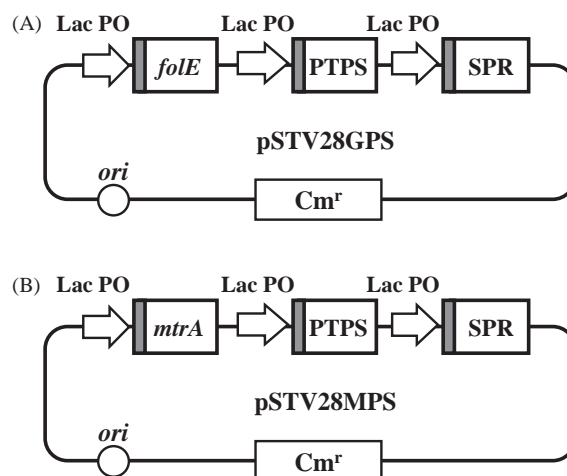 (A) Lac PO Lac PO Lac PO
folE PTPS SPR
pSTV28GPS
ori
Cmʳ
(B) Lac PO Lac PO Lac PO
mtrA PTPS SPR
pSTV28MPS
ori
Cmʳ